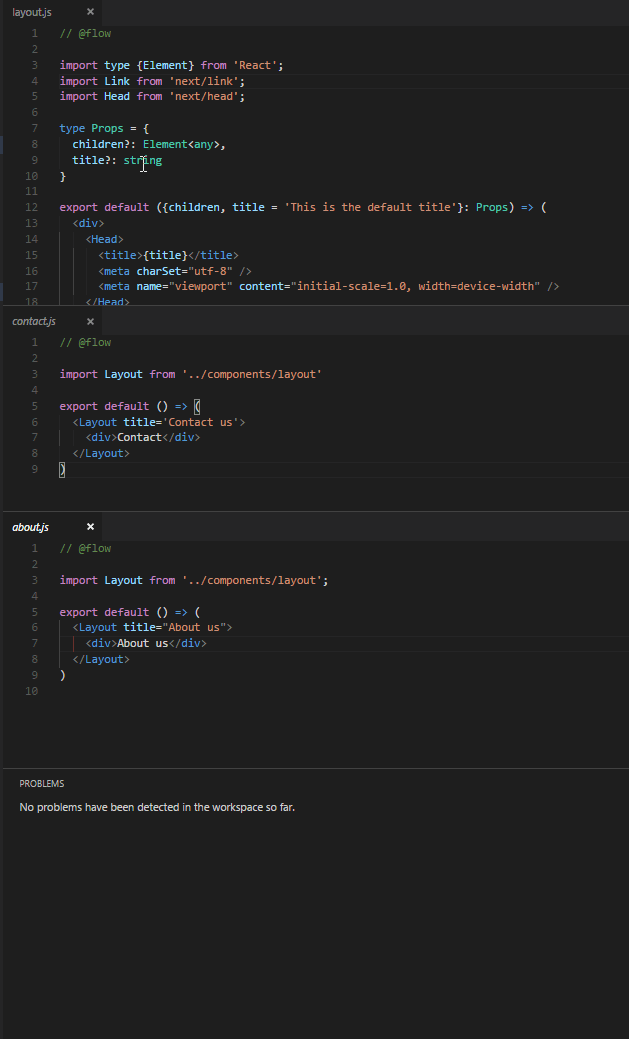 layout.js ×
1 // @flow
2
3 import type {Element} from 'React';
4 import Link from 'next/link';
5 import Head from 'next/head';
6
7 type Props = {
8   children?: Element<any>,
9   title?: string
10 }
11
12 export default ({children, title = 'This is the default title'}: Props) => (
13   <div>
14     <Head>
15       <title>{title}</title>
16       <meta charSet="utf-8" />
17       <meta name="viewport" content="initial-scale=1.0, width=device-width" />
18     </Head>
contact.js ×
1 // @flow
2
3 import Layout from '../components/layout'
4
5 export default () => (
6   <Layout title='Contact us'>
7     <div>Contact</div>
8   </Layout>
9 )
about.js ×
1 // @flow
2
3 import Layout from '../components/layout';
4
5 export default () => (
6   <Layout title="About us">
7     <div>About us</div>
8   </Layout>
9 )
10
PROBLEMS
No problems have been detected in the workspace so far.